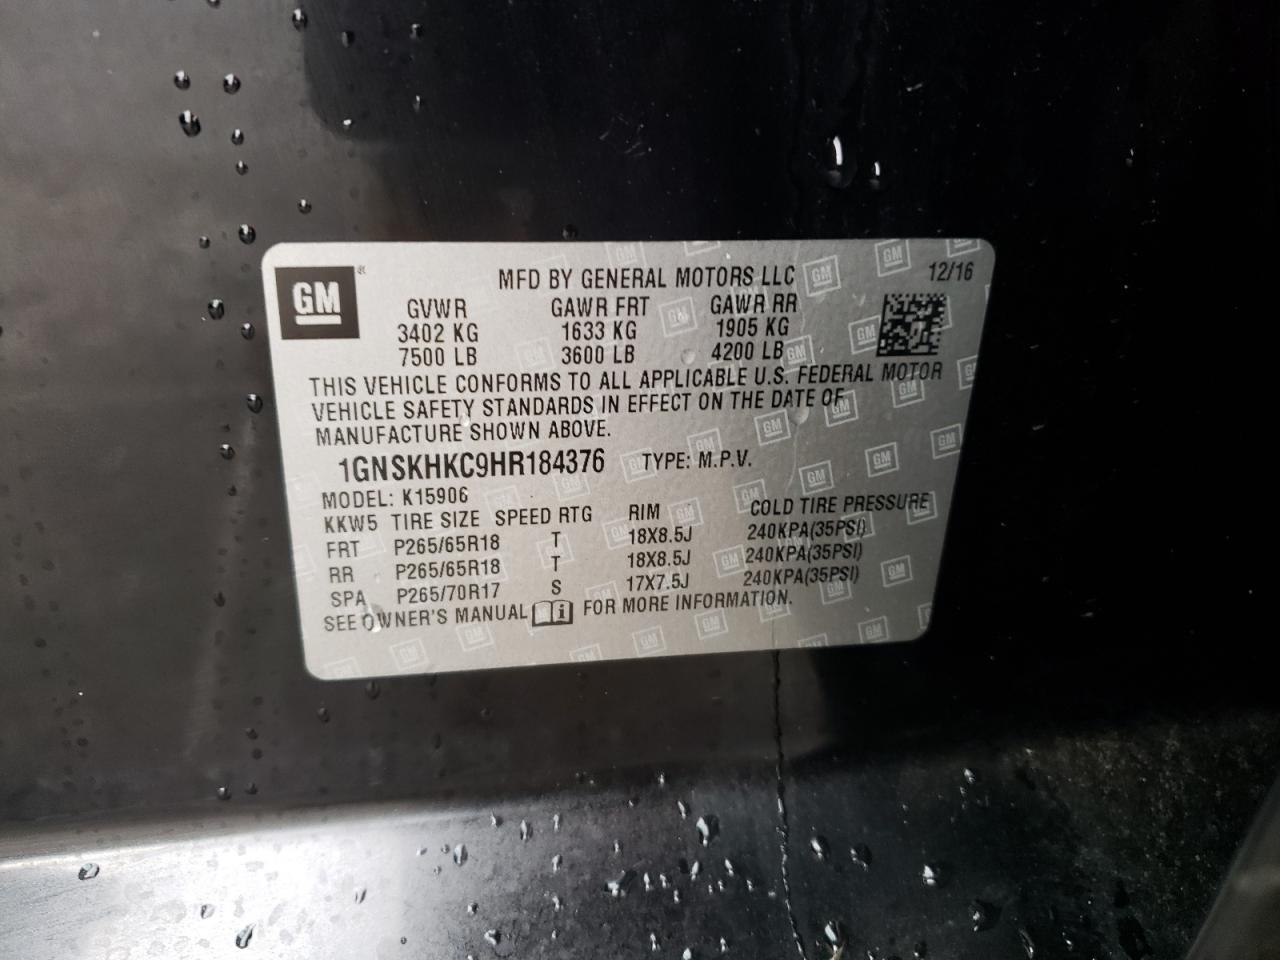 GM
MFD BY GENERAL MOTORS LLC 12/16
GVWR GAWR FRT GAWR RR
3402 KG 1633 KG 1905 KG
7500 LB 3600 LB 4200 LB
THIS VEHICLE CONFORMS TO ALL APPLICABLE U.S. FEDERAL MOTOR
VEHICLE SAFETY STANDARDS IN EFFECT ON THE DATE OF
MANUFACTURE SHOWN ABOVE.
1GNSKHKC9HR184376 TYPE: M.P.V.
MODEL: K15906
KKW5 TIRE SIZE SPEED RTG RIM COLD TIRE PRESSURE
FRT P265/65R18 T 18X8.5J 240KPA(35PSI)
RR P265/65R18 T 18X8.5J 240KPA(35PSI)
SPA P265/70R17 S 17X7.5J 240KPA(35PSI)
SEE OWNER'S MANUAL i FOR MORE INFORMATION.